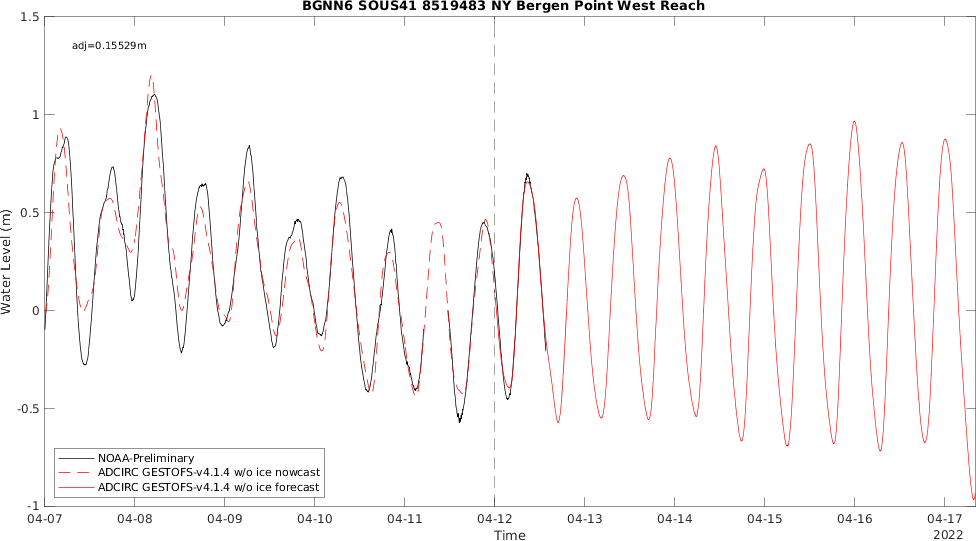 BGNN6 SOUS41 8519483 NY Bergen Point West Reach
1.5
adj=0.15529m
1
0.5
0
-0.5
-1
Water Level (m)
NOAA-Preliminary
ADCIRC GESTOFS-v4.1.4 w/o ice nowcast
ADCIRC GESTOFS-v4.1.4 w/o ice forecast
04-07 04-08 04-09 04-10 04-11 04-12 04-13 04-14 04-15 04-16 04-17
Time
2022